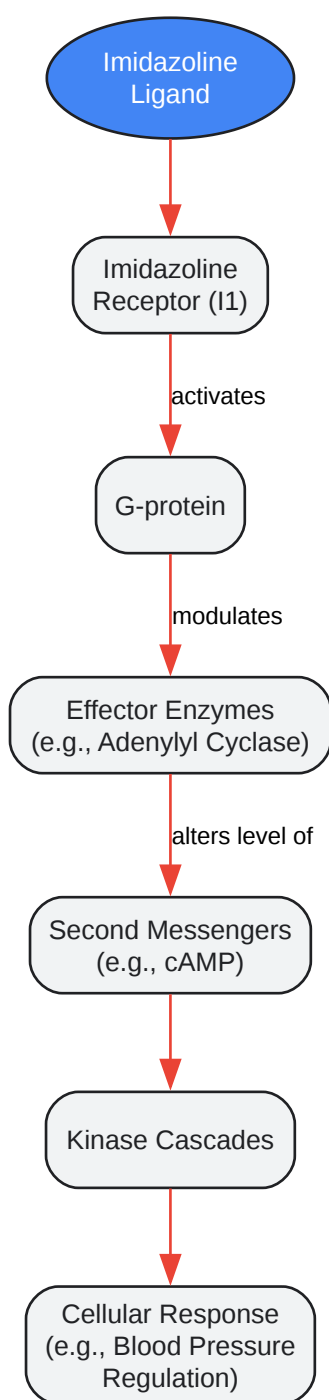 Imidazoline
Ligand
Imidazoline
Receptor (I1)
activates
G-protein
modulates
Effector Enzymes
(e.g., Adenylyl Cyclase)
alters level of
Second Messengers
(e.g., cAMP)
Kinase Cascades
Cellular Response
(e.g., Blood Pressure
Regulation)